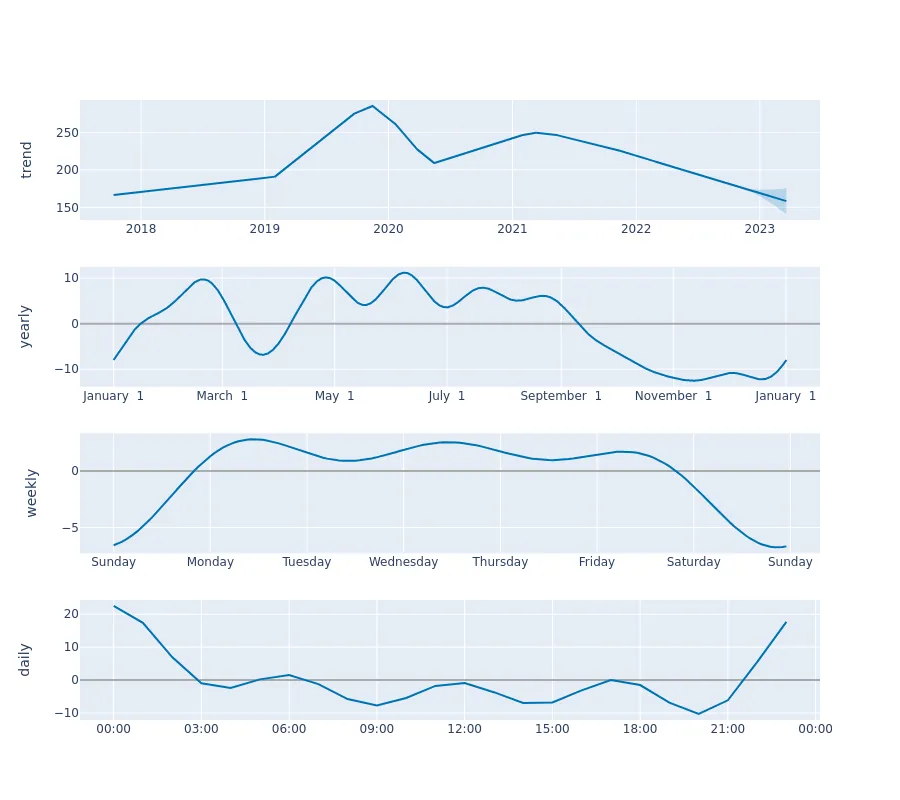 trend
250
200
150
2018 2019 2020 2021 2022 2023
yearly
10
0
−10
January 1 March 1 May 1 July 1 September 1 November 1 January 1
weekly
0
−5
Sunday Monday Tuesday Wednesday Thursday Friday Saturday Sunday
daily
20
10
0
−10
00:00 03:00 06:00 09:00 12:00 15:00 18:00 21:00 00:00